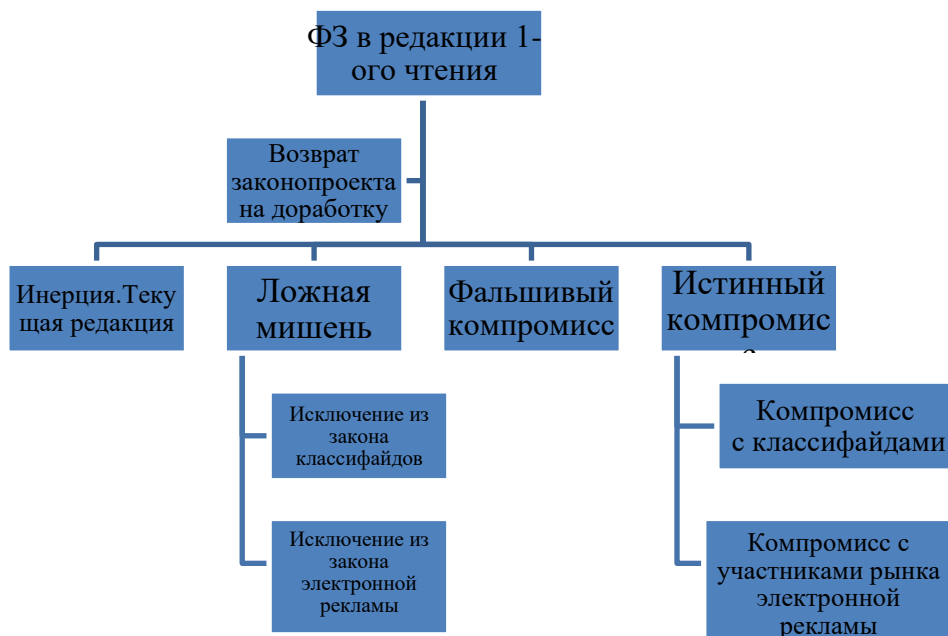 ФЗ в редакции 1-
ого чтения
Возврат
законопроекта
на доработку
Инерция.Теку
щая редакция
Ложная
мишень
Фальшивый
компромисс
Истинный
компромис
с
Исключение из
закона
классифайдов
Компромисс
с классифайдами
Исключение из
закона
электронной
рекламы
Компромисс с
участниками рынка
электронной
рекламы